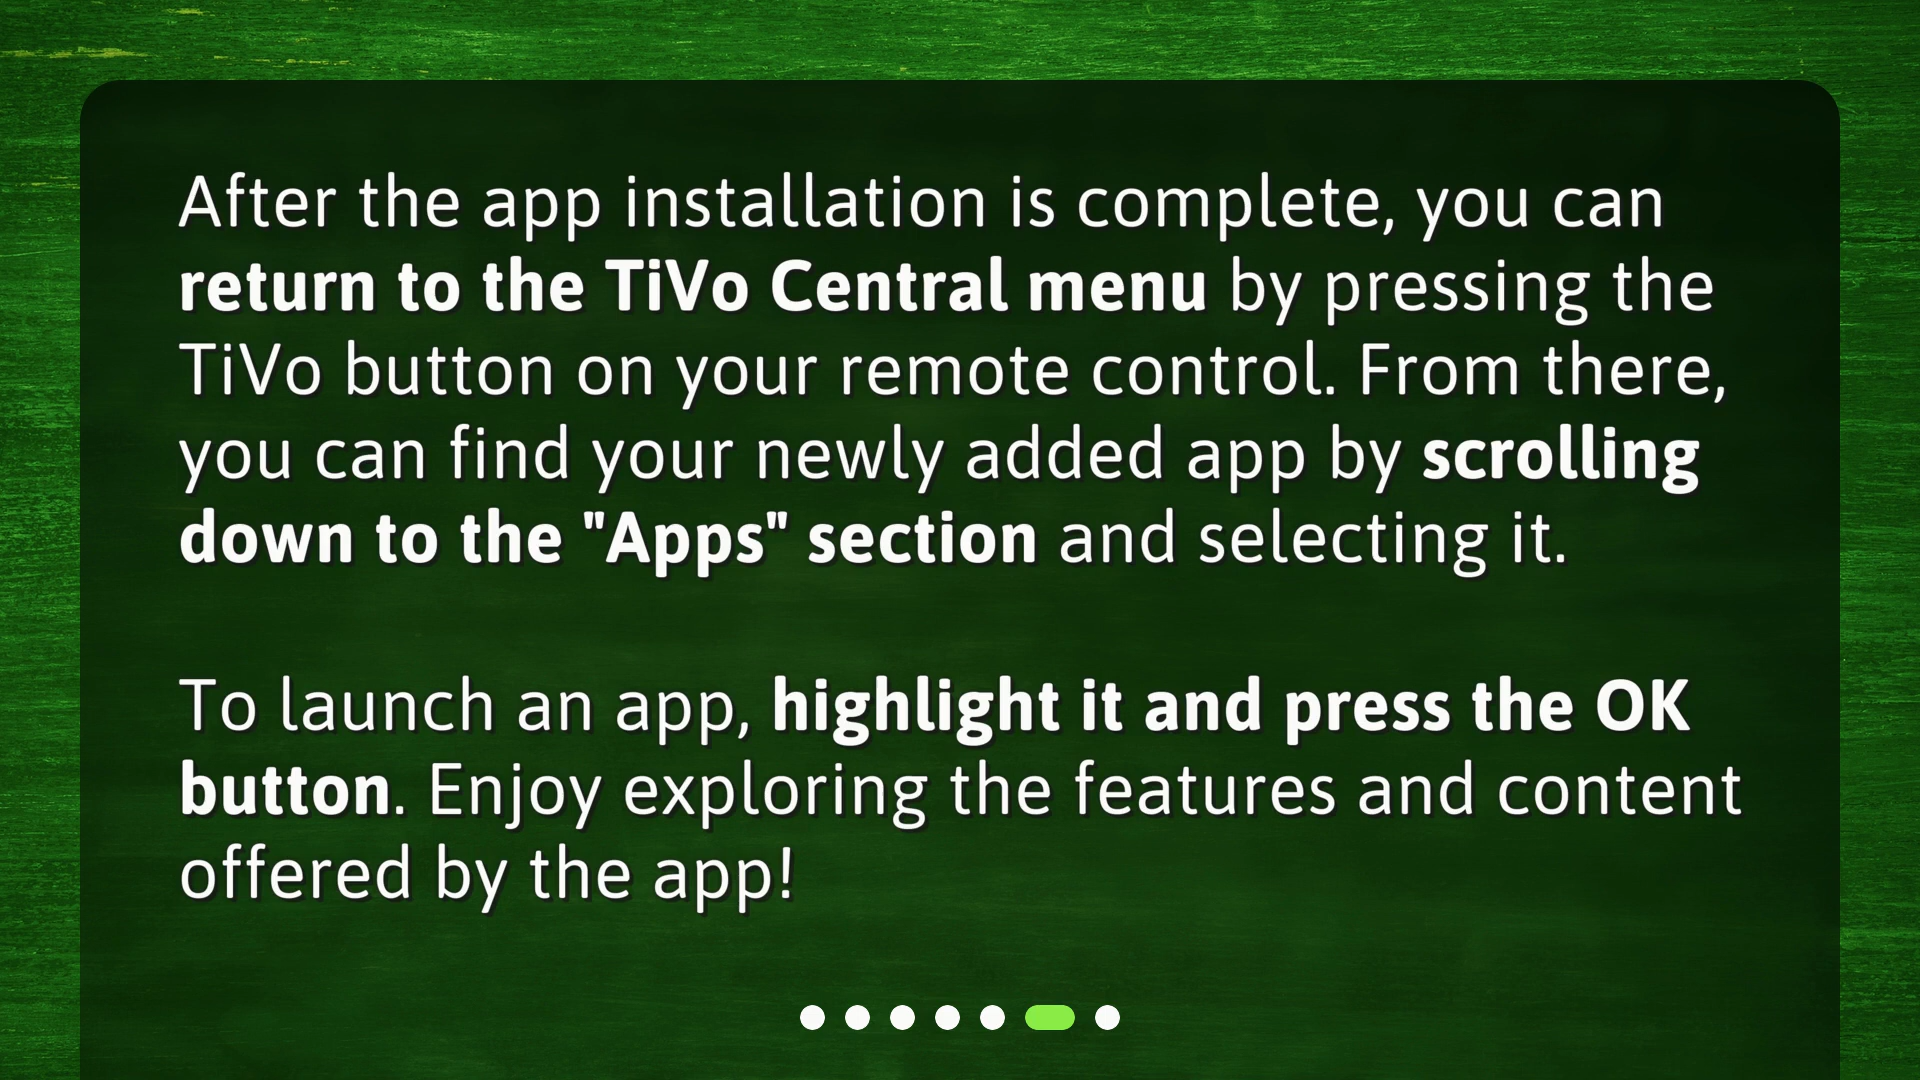 After the app installation is complete, you can
return to the TiVo Central menu by pressing the
TiVo button on your remote control. From there,
you can find your newly added app by scrolling
down to the "Apps" section and selecting it.
To launch an app, highlight it and press the OK
button. Enjoy exploring the features and content
offered by the app!